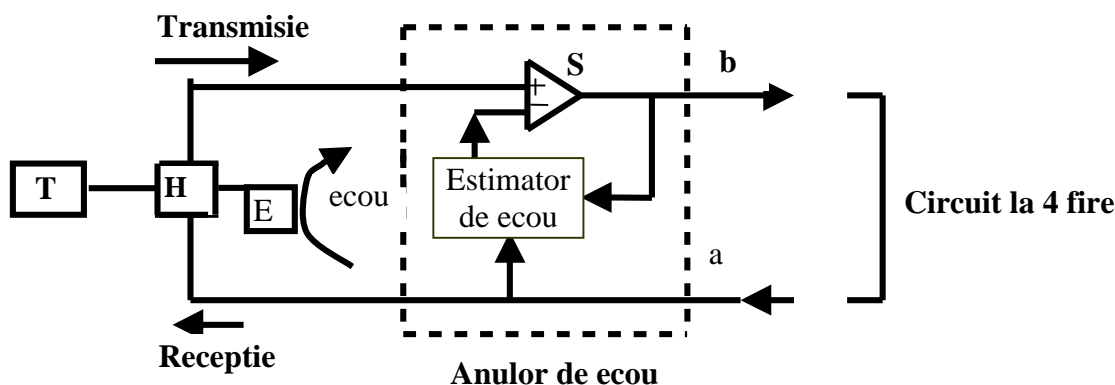 Transmisie
S
b
+
−
T
H
E
ecou
Estimator
de ecou
a
Circuit la 4 fire
Receptie
Anulor de ecou